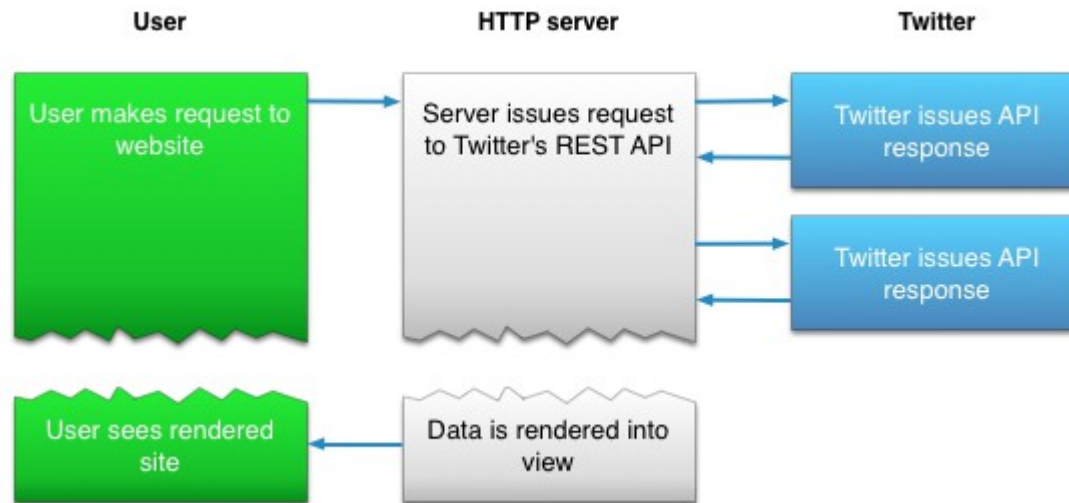 User
HTTP server
Twitter
User makes request to
website
Server issues request
to Twitter's REST API
Twitter issues API
response
Twitter issues API
response
User sees rendered
site
Data is rendered into
view